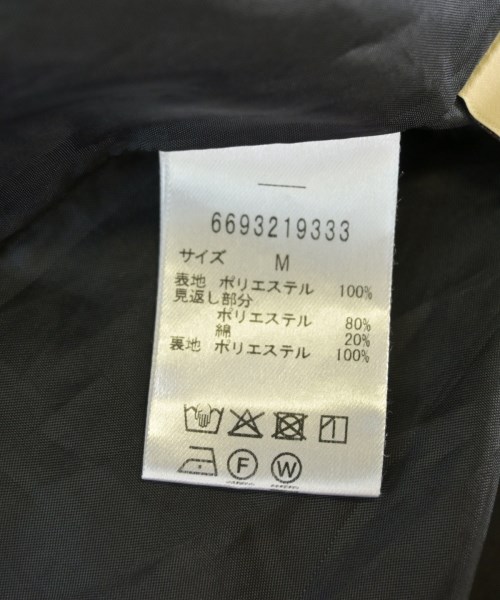 6693219333
サイズ M
表地 ポリエステル 100%
見返し部分
ポリエステル 80%
綿 20%
裏地 ポリエステル 100%
F W